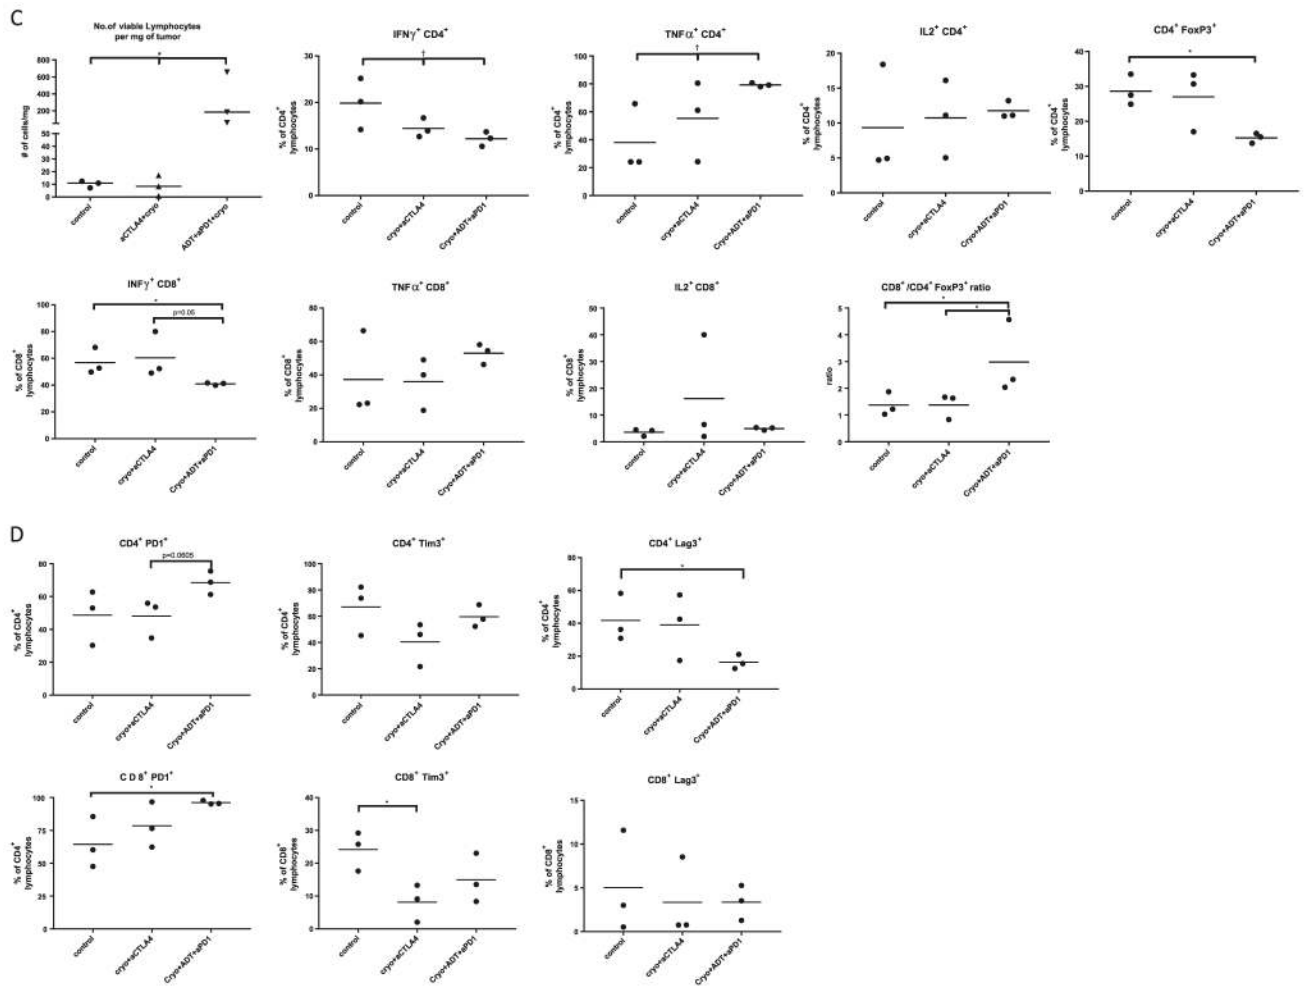 C
No.of viable Lymphocytes
per mg of tumor
*
# of cells/mg
800
600
400
200
50
40
30
20
10
0
control
aCTLA4+cryo
ADT+aPD1+cryo
IFNγ⁺ CD4⁺
†
% of CD4⁺
lymphocytes
30
20
10
0
control
cryo+aCTLA4
Cryo+ADT+aPD1
TNFα⁺ CD4⁺
†
% of CD4⁺
lymphocytes
100
80
60
40
20
0
control
cryo+aCTLA4
Cryo+ADT+aPD1
IL2⁺ CD4⁺
% of CD4⁺
lymphocytes
20
15
10
5
0
control
cryo+aCTLA4
Cryo+ADT+aPD1
CD4⁺ FoxP3⁺
*
% of CD4⁺
lymphocytes
40
30
20
10
0
control
cryo+aCTLA4
Cryo+ADT+aPD1
INFγ⁺ CD8⁺
*
p=0.06
% of CD8⁺
lymphocytes
100
80
60
40
20
0
control
cryo+aCTLA4
Cryo+ADT+aPD1
TNFα⁺ CD8⁺
% of CD8⁺
lymphocytes
80
60
40
20
0
control
cryo+aCTLA4
Cryo+ADT+aPD1
IL2⁺ CD8⁺
% of CD8⁺
lymphocytes
50
40
30
20
10
0
control
cryo+aCTLA4
Cryo+ADT+aPD1
CD8⁺/CD4⁺ FoxP3⁺ ratio
*
*
ratio
5
4
3
2
1
0
control
cryo+aCTLA4
Cryo+ADT+aPD1
D
CD4⁺ PD1⁺
p=0.0605
% of CD4⁺
lymphocytes
80
60
40
20
0
control
cryo+aCTLA4
Cryo+ADT+aPD1
CD4⁺ Tim3⁺
% of CD4⁺
lymphocytes
100
80
60
40
20
0
control
cryo+aCTLA4
Cryo+ADT+aPD1
CD4⁺ Lag3⁺
*
% of CD4⁺
lymphocytes
80
60
40
20
0
control
cryo+aCTLA4
Cryo+ADT+aPD1
C D 8⁺ PD1⁺
*
% of CD4⁺
lymphocytes
100
75
50
25
0
control
cryo+aCTLA4
Cryo+ADT+aPD1
CD8⁺ Tim3⁺
*
% of CD8⁺
lymphocytes
40
30
20
10
0
control
cryo+aCTLA4
Cryo+ADT+aPD1
CD8⁺ Lag3⁺
% of CD8⁺
lymphocytes
15
10
5
0
control
cryo+aCTLA4
Cryo+ADT+aPD1